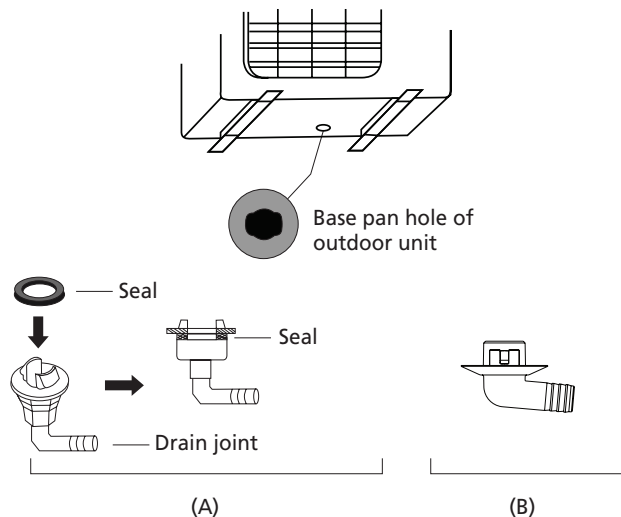 Base pan hole of
outdoor unit
Seal
Seal
Drain joint
(A)
(B)